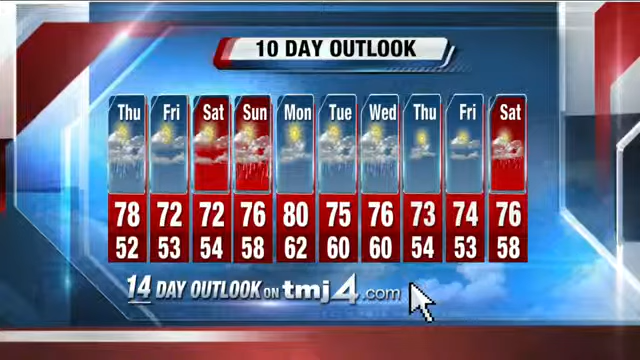 10 DAY OUTLOOK
Thu Fri Sat Sun Mon Tue Wed Thu Fri Sat
78 72 72 76 80 75 76 73 74 76
52 53 54 58 62 60 60 54 53 58
14 DAY OUTLOOK ON tmj4.com